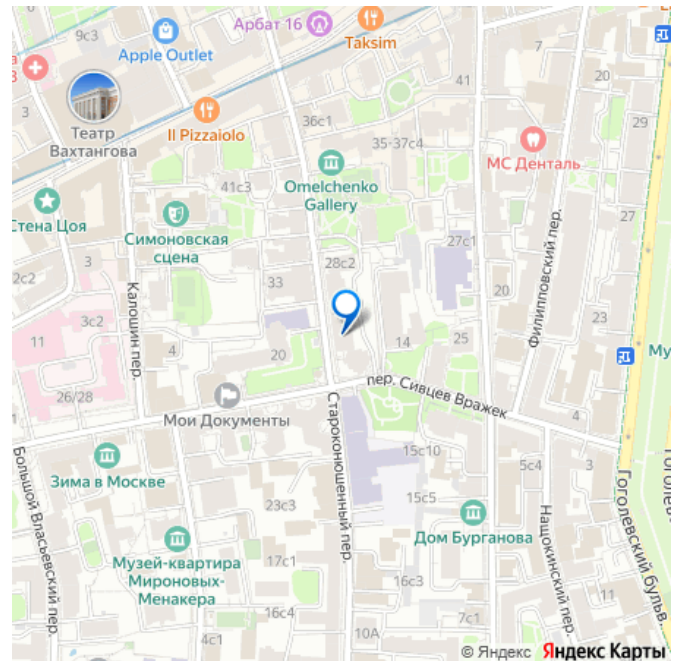 9с3
6
Арбат 16
Taksim
7
Apple Outlet
41
20
3
36с1
29
Театр
Вахтангова
Il Pizzaiolo
35-37с4
МС Денталь
41с3
Omelchenko
Gallery
Стена Цоя
Симоновская
сцена
27с1
27
Филипповский пер.
3
28с2
2с2
33
20
Калошин пер.
3с2
23
11
4
20
14
25
Му
26/28
пер. Сивцев Вражек
Мои Документы
4
Староконюшенный пер.
15с10
5с4
3
Зима в Москве
Большой Власьевский пер.
23с3
15с5
Дом Бурганова
Гоголевский бульв.
Нащокинский пер.
Музей-квартира
Мироновых-
Менакера
17с1
16с3
11
16с4
7с1
4с1
10А
© Яндекс Яндекс Карты